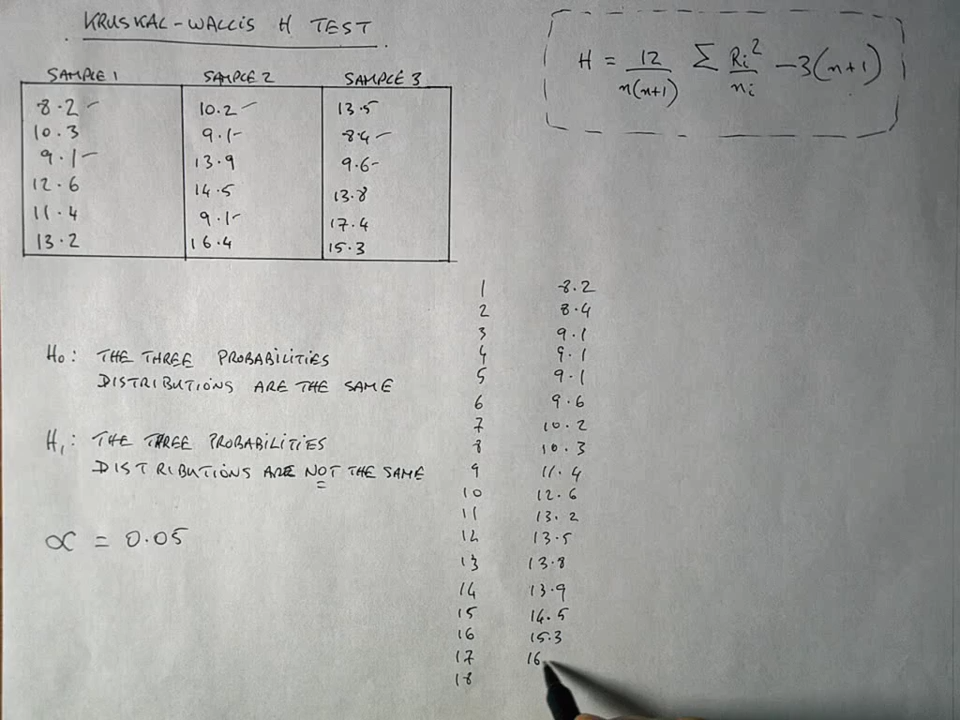 KRUSKAL-WALLIS H TEST
H = 12/n(n+1) Σ Ri²/ni - 3(n+1)
SAMPLE 1 SAMPLE 2 SAMPLE 3
8.2 10.2 13.5
10.3 9.1 8.4
9.1 13.9 9.6
12.6 14.5 13.8
11.4 9.1 17.4
13.2 16.4 15.3
H0: THE THREE PROBABILITIES
DISTRIBUTIONS ARE THE SAME
H1: THE THREE PROBABILITIES
DISTRIBUTIONS ARE NOT THE SAME
α = 0.05
1 8.2
2 8.4
3 9.1
4 9.1
5 9.1
6 9.6
7 10.2
8 10.3
9 11.4
10 12.6
11 13.2
12 13.5
13 13.8
14 13.9
15 14.5
16 15.3
17 16.
18